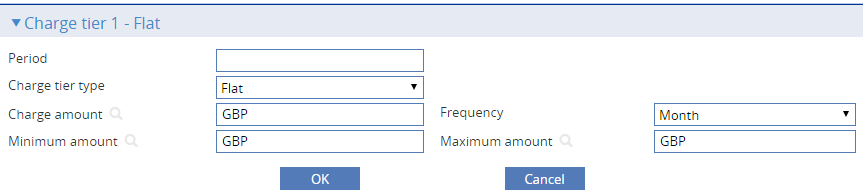 Charge tier 1 - Flat
Period
Charge tier type Flat
Charge amount GBP Frequency Month
Minimum amount GBP Maximum amount GBP
OK Cancel